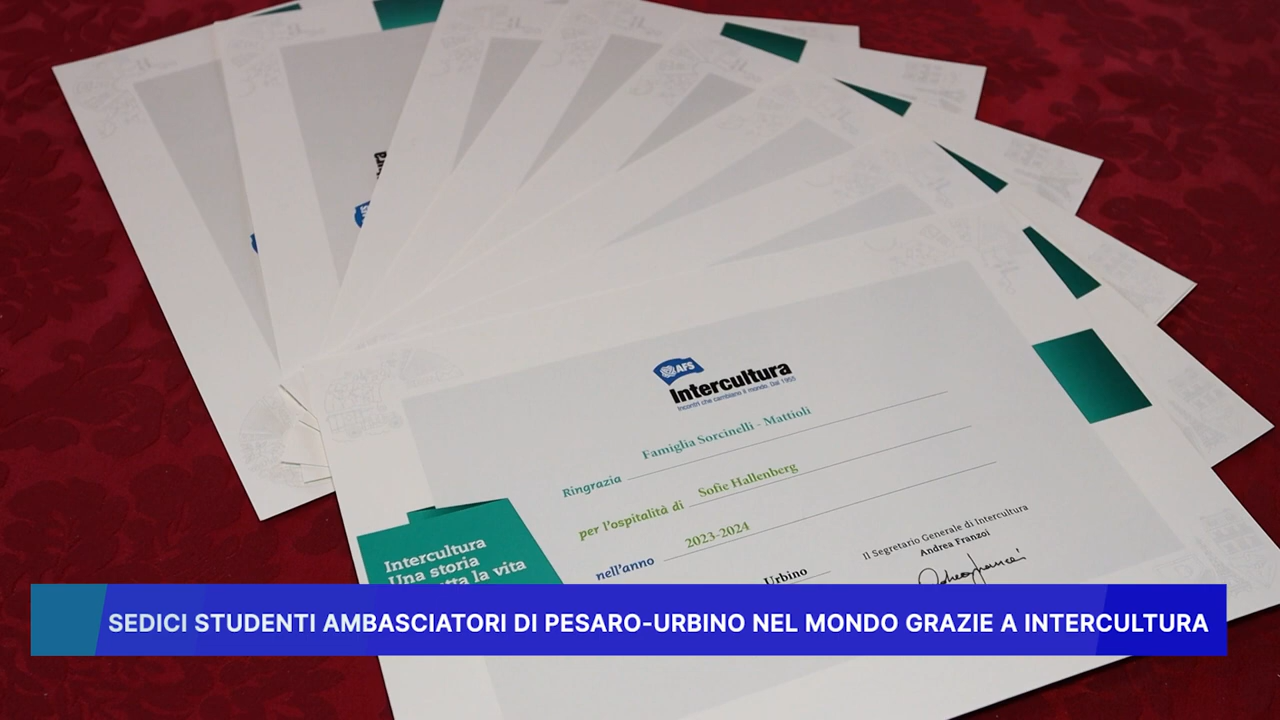 AFS
Intercultura
Incontri che cambiano il mondo. Dal 1955
Ringrazia Famiglia Sorcinelli - Mattioli
per l'ospitalità di Sofie Hallenberg
nell'anno 2023-2024
Il Segretario Generale di Intercultura
Andrea Franzoi
Urbino
Intercultura
Una storia
la vita
SEDICI STUDENTI AMBASCIATORI DI PESARO-URBINO NEL MONDO GRAZIE A INTERCULTURA